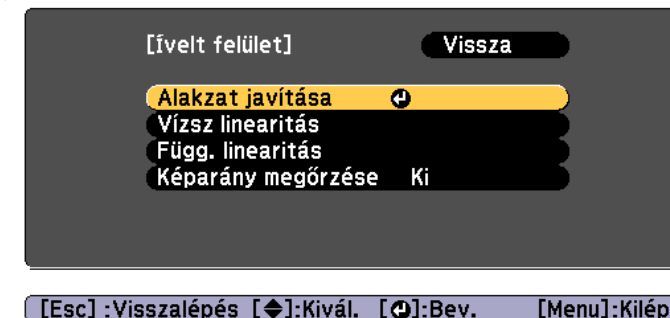 [Ívelt felület] Vissza
Alakzat javítása
Vízsz linearitás
Függ. linearitás
Képarány megőrzése Ki
[Esc] :Visszalépés [◆]:Kivál. [⏎]:Bev. [Menu]:Kilép